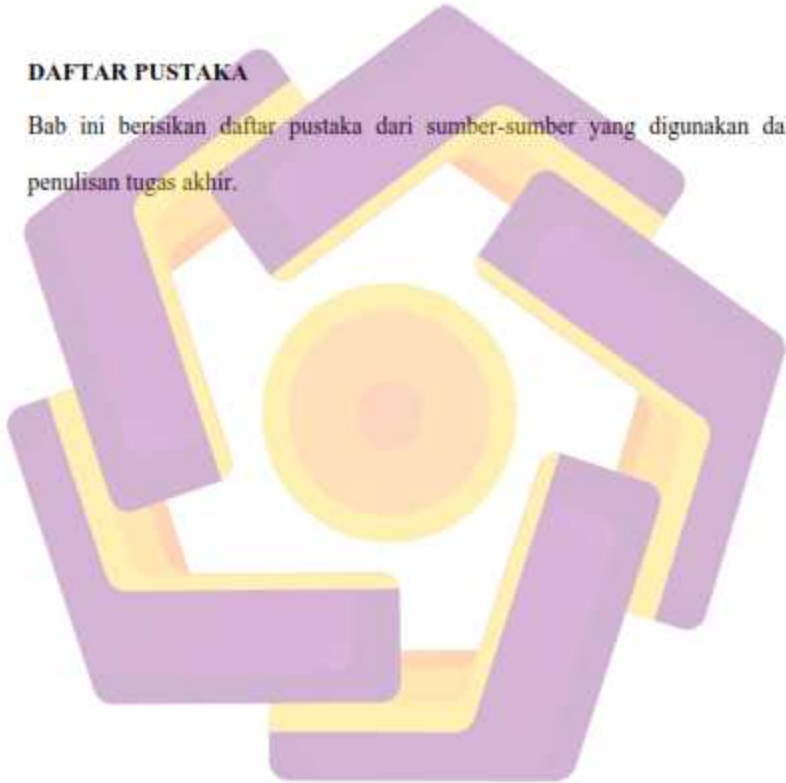 DAFTAR PUSTAKA
Bab ini berisikan daftar pustaka dari sumber-sumber yang digunakan da
penulisan tugas akhir.